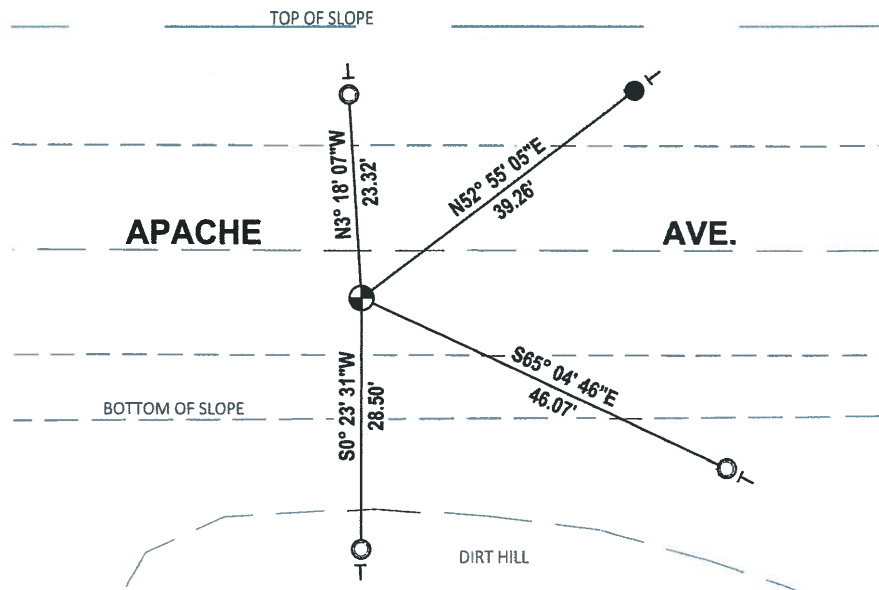 TOP OF SLOPE
T
T
N3° 18' 07"W
23.32'
N52° 55' 05"E
39.26'
APACHE AVE.
S0° 23' 31"W
28.50'
S65° 04' 46"E
46.07'
BOTTOM OF SLOPE
T
DIRT HILL
T